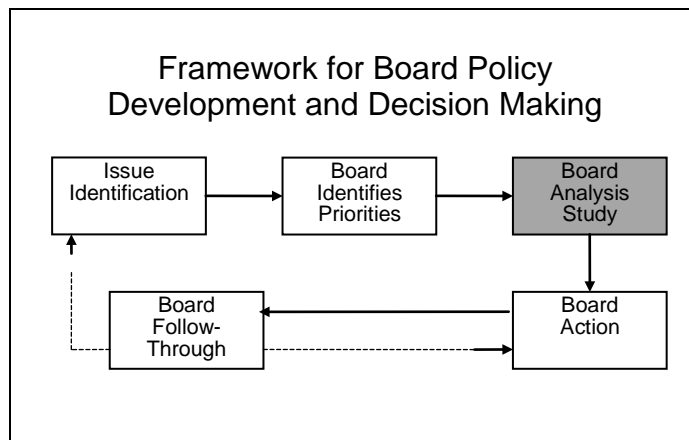 Framework for Board Policy
Development and Decision Making
Issue
Identification
Board
Identifies
Priorities
Board
Analysis
Study
Board
Follow-
Through
Board
Action